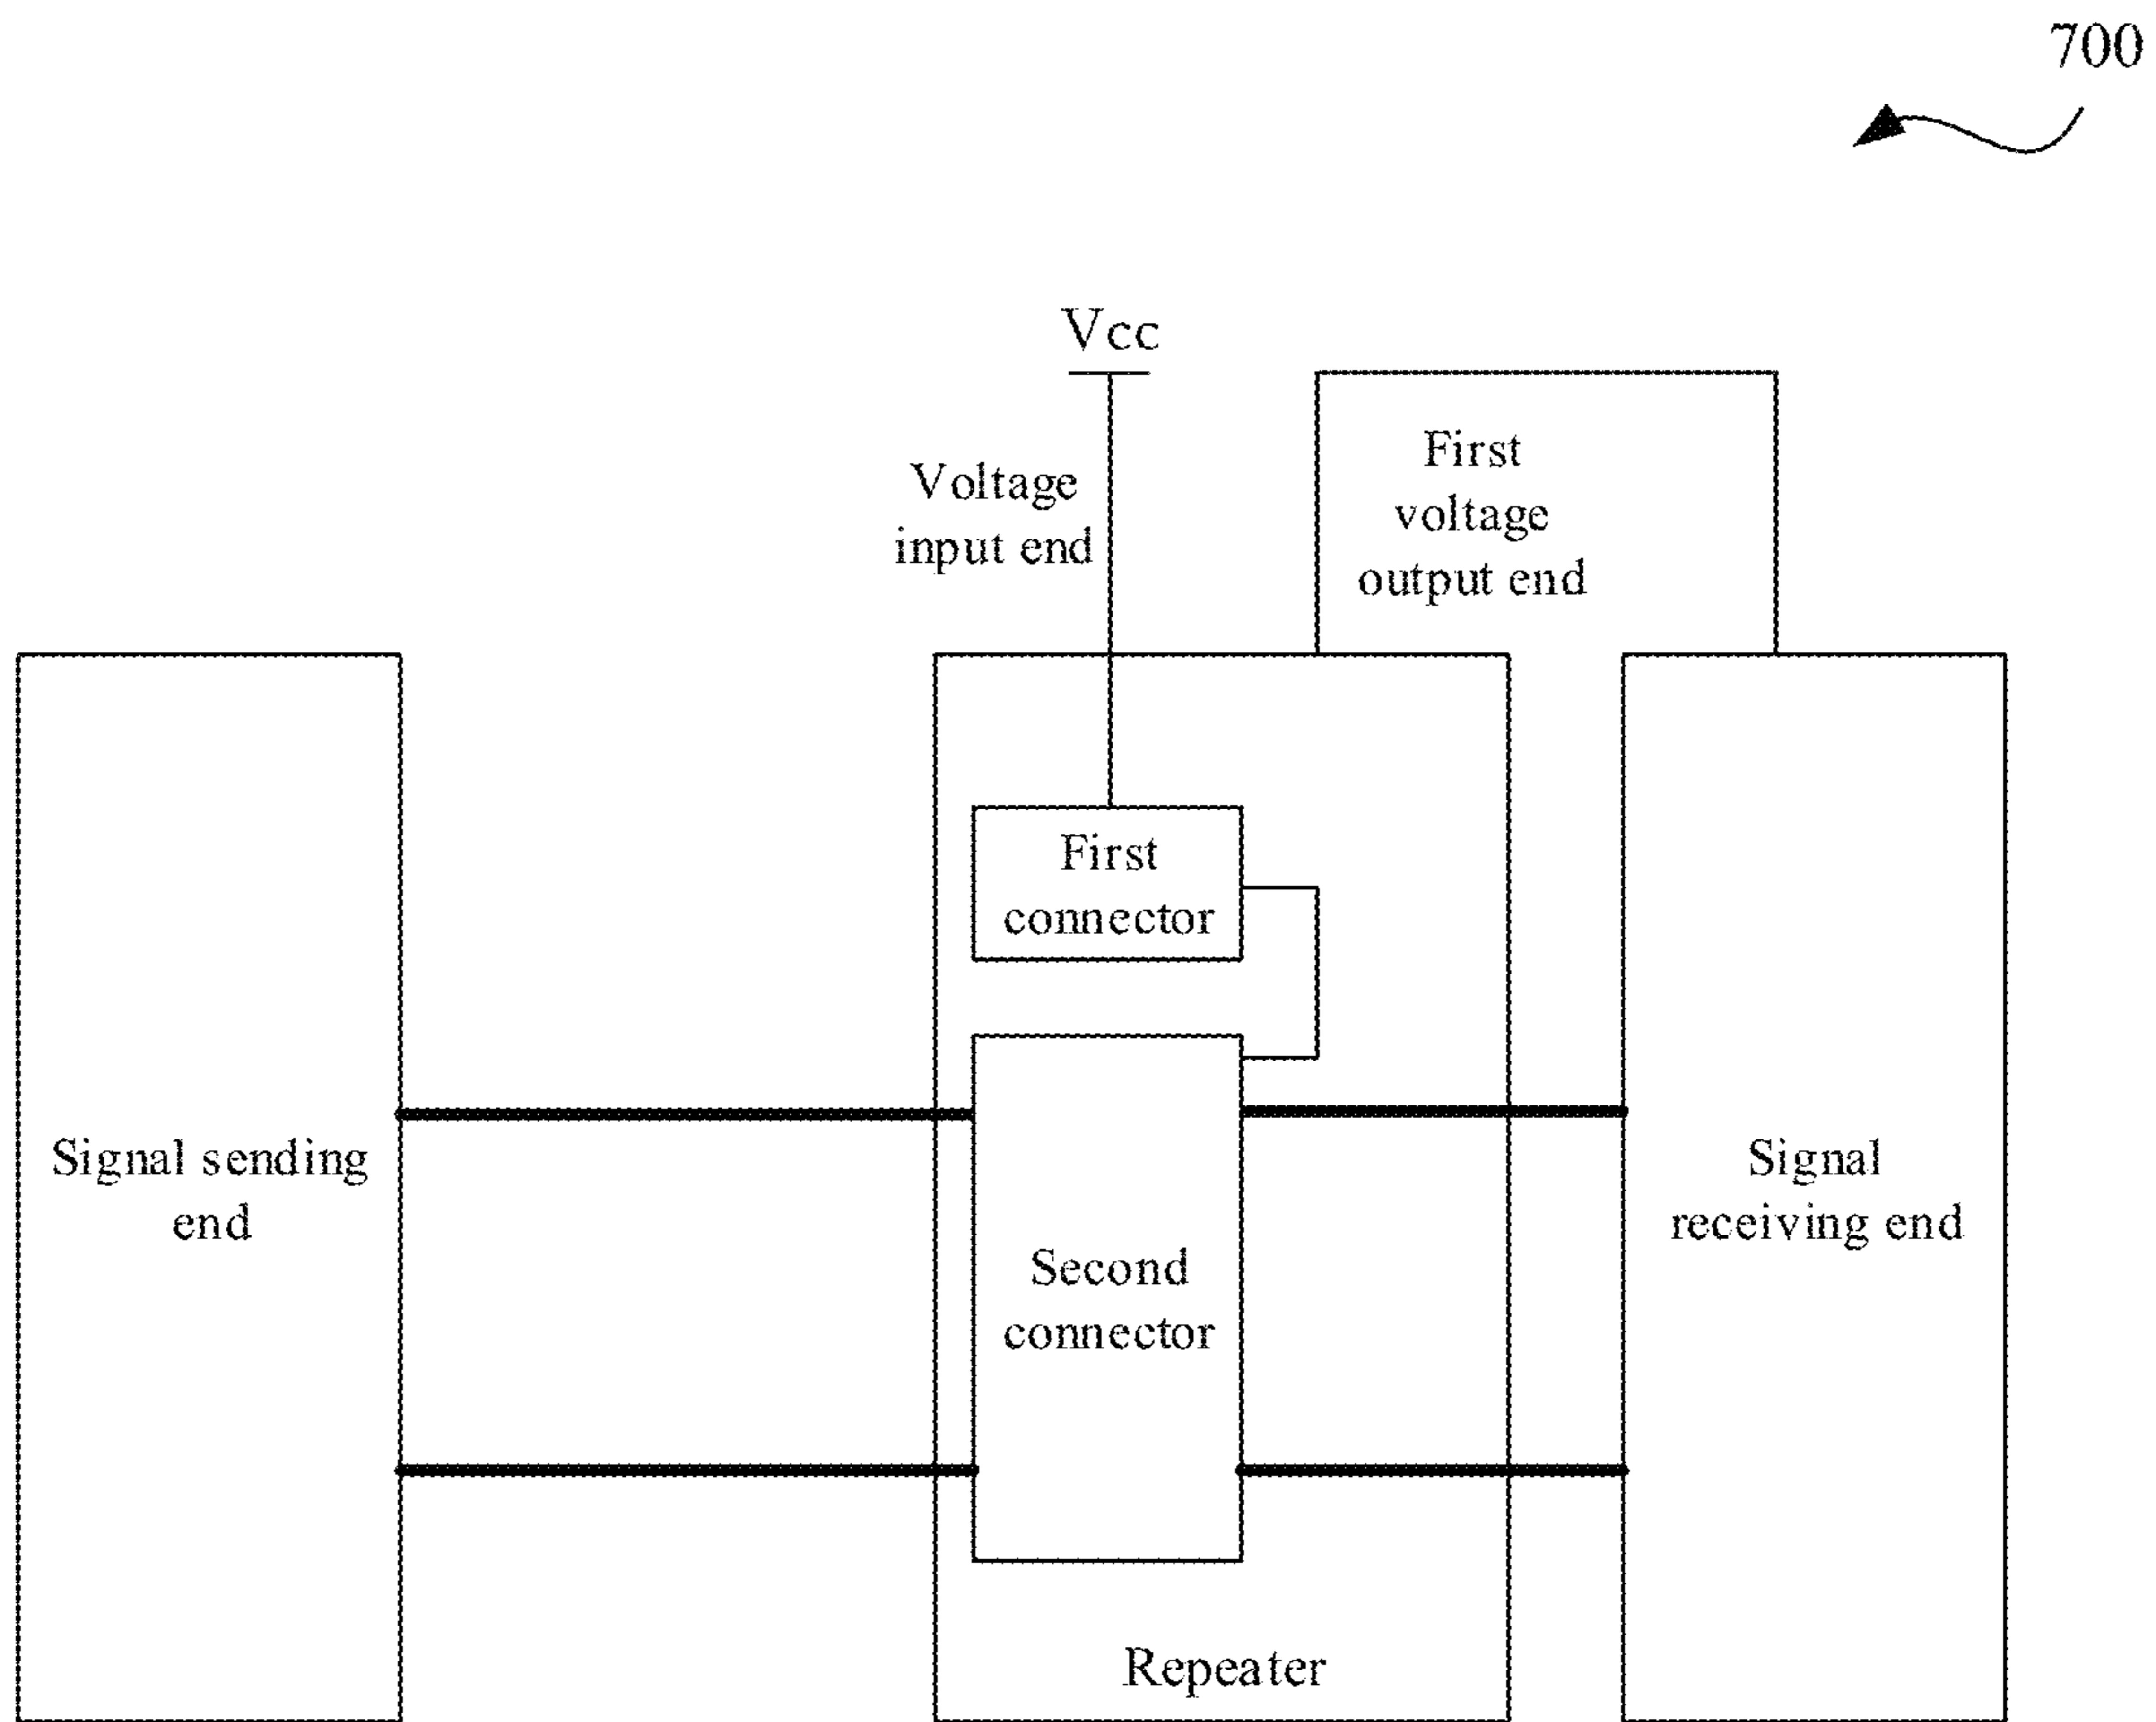 700
Vcc
Voltage
input end
First
voltage
output end
First
connector
Signal sending
end
Second
connector
Signal
receiving end
Repeater